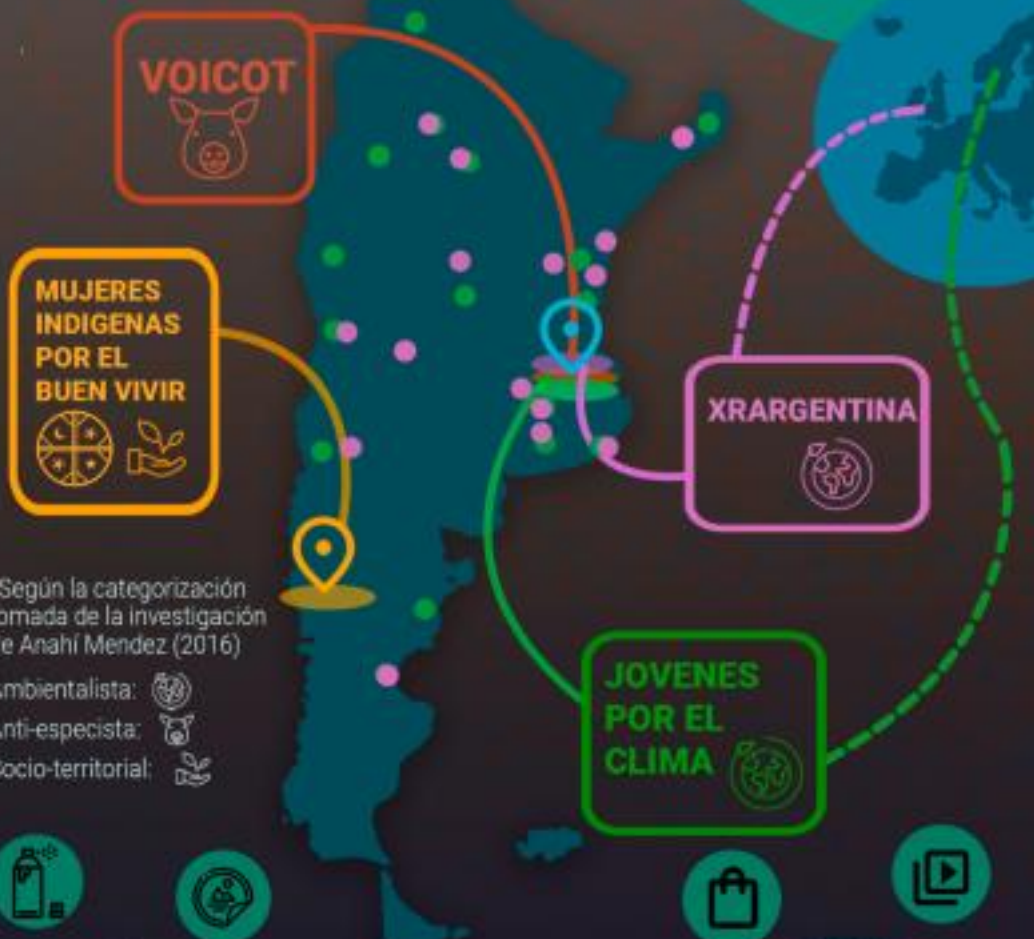 VOICOT
MUJERES
INDIGENAS
POR EL
BUEN VIVIR
XRARGENTINA
Según la categorización
omada de la investigación
e Anahí Mendez (2016)
mbientalista:
nti-especista:
ocio-territorial:
JOVENES
POR EL
CLIMA